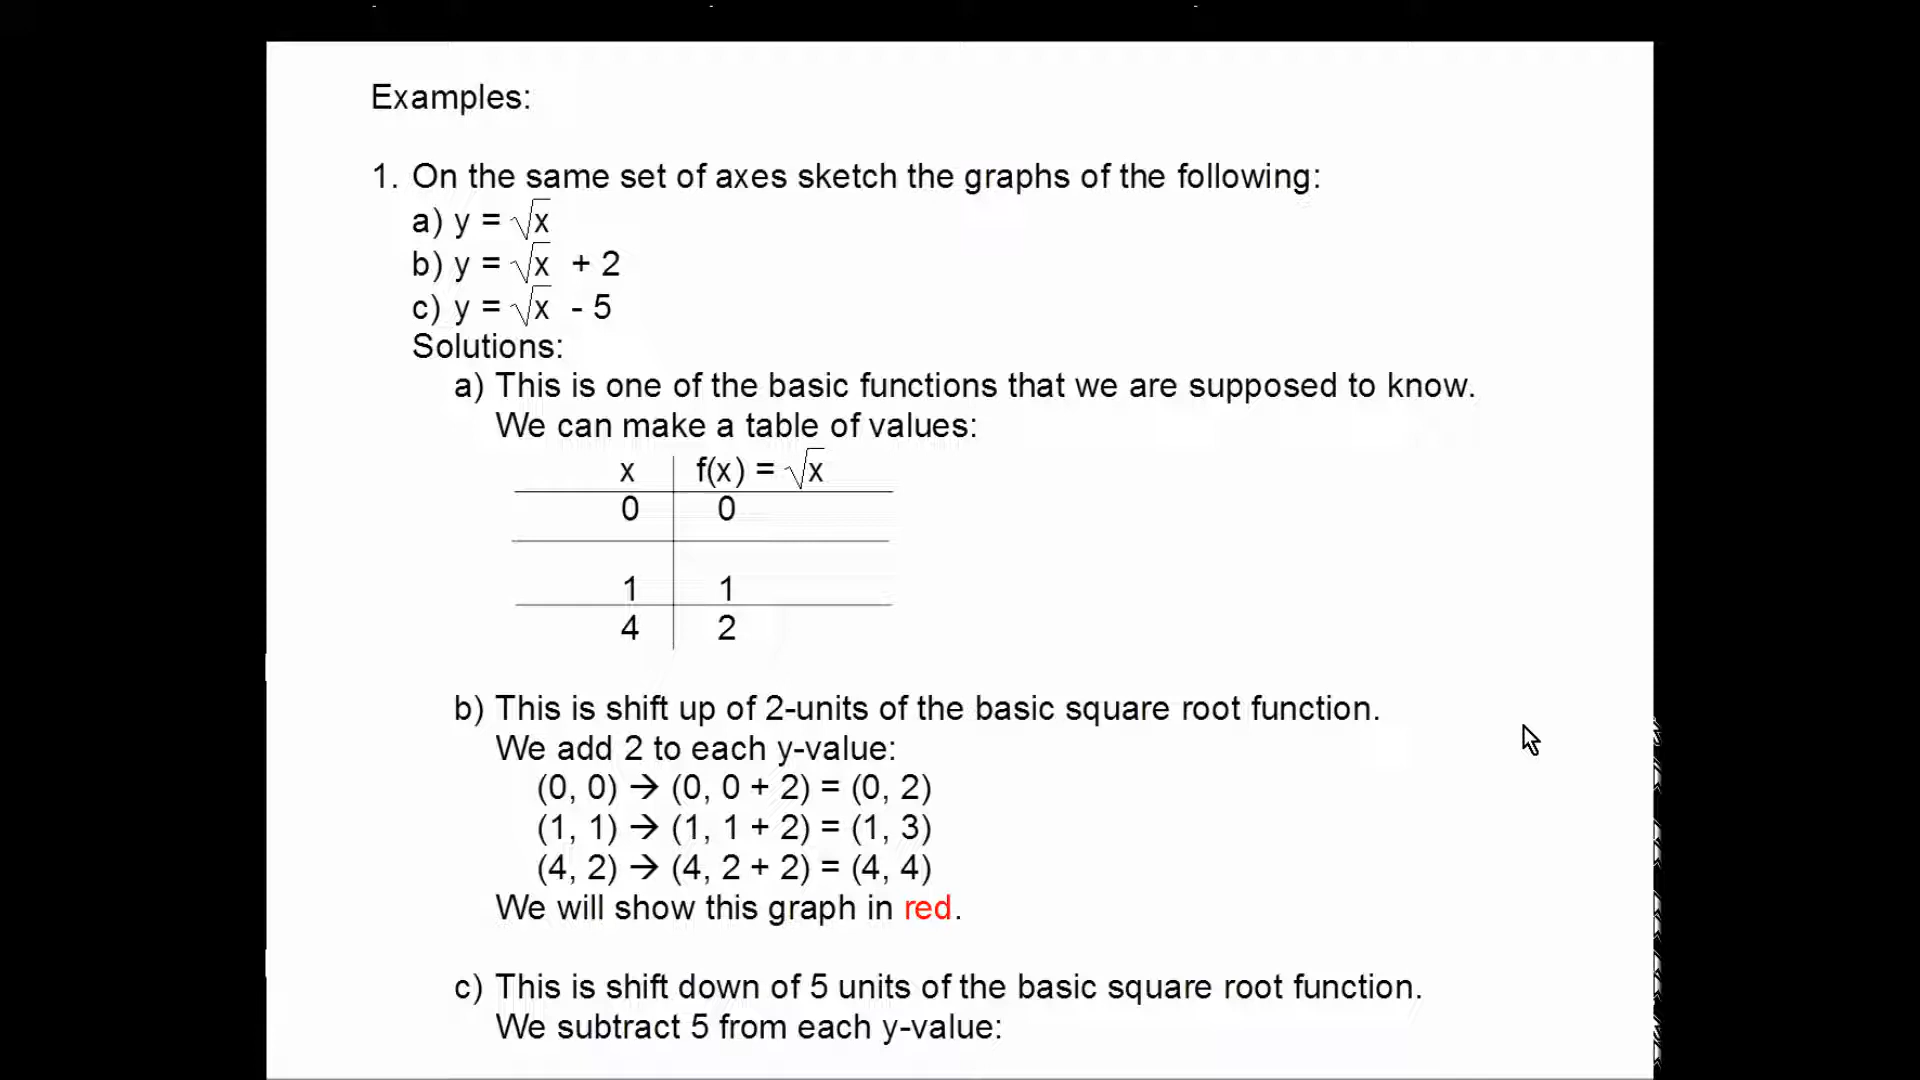 Examples:
1. On the same set of axes sketch the graphs of the following:
a) y = √x
b) y = √x + 2
c) y = √x - 5
Solutions:
a) This is one of the basic functions that we are supposed to know.
We can make a table of values:
x f(x) = √x
0 0
1 1
4 2
b) This is shift up of 2-units of the basic square root function.
We add 2 to each y-value:
(0, 0) → (0, 0 + 2) = (0, 2)
(1, 1) → (1, 1 + 2) = (1, 3)
(4, 2) → (4, 2 + 2) = (4, 4)
We will show this graph in red.
c) This is shift down of 5 units of the basic square root function.
We subtract 5 from each y-value: